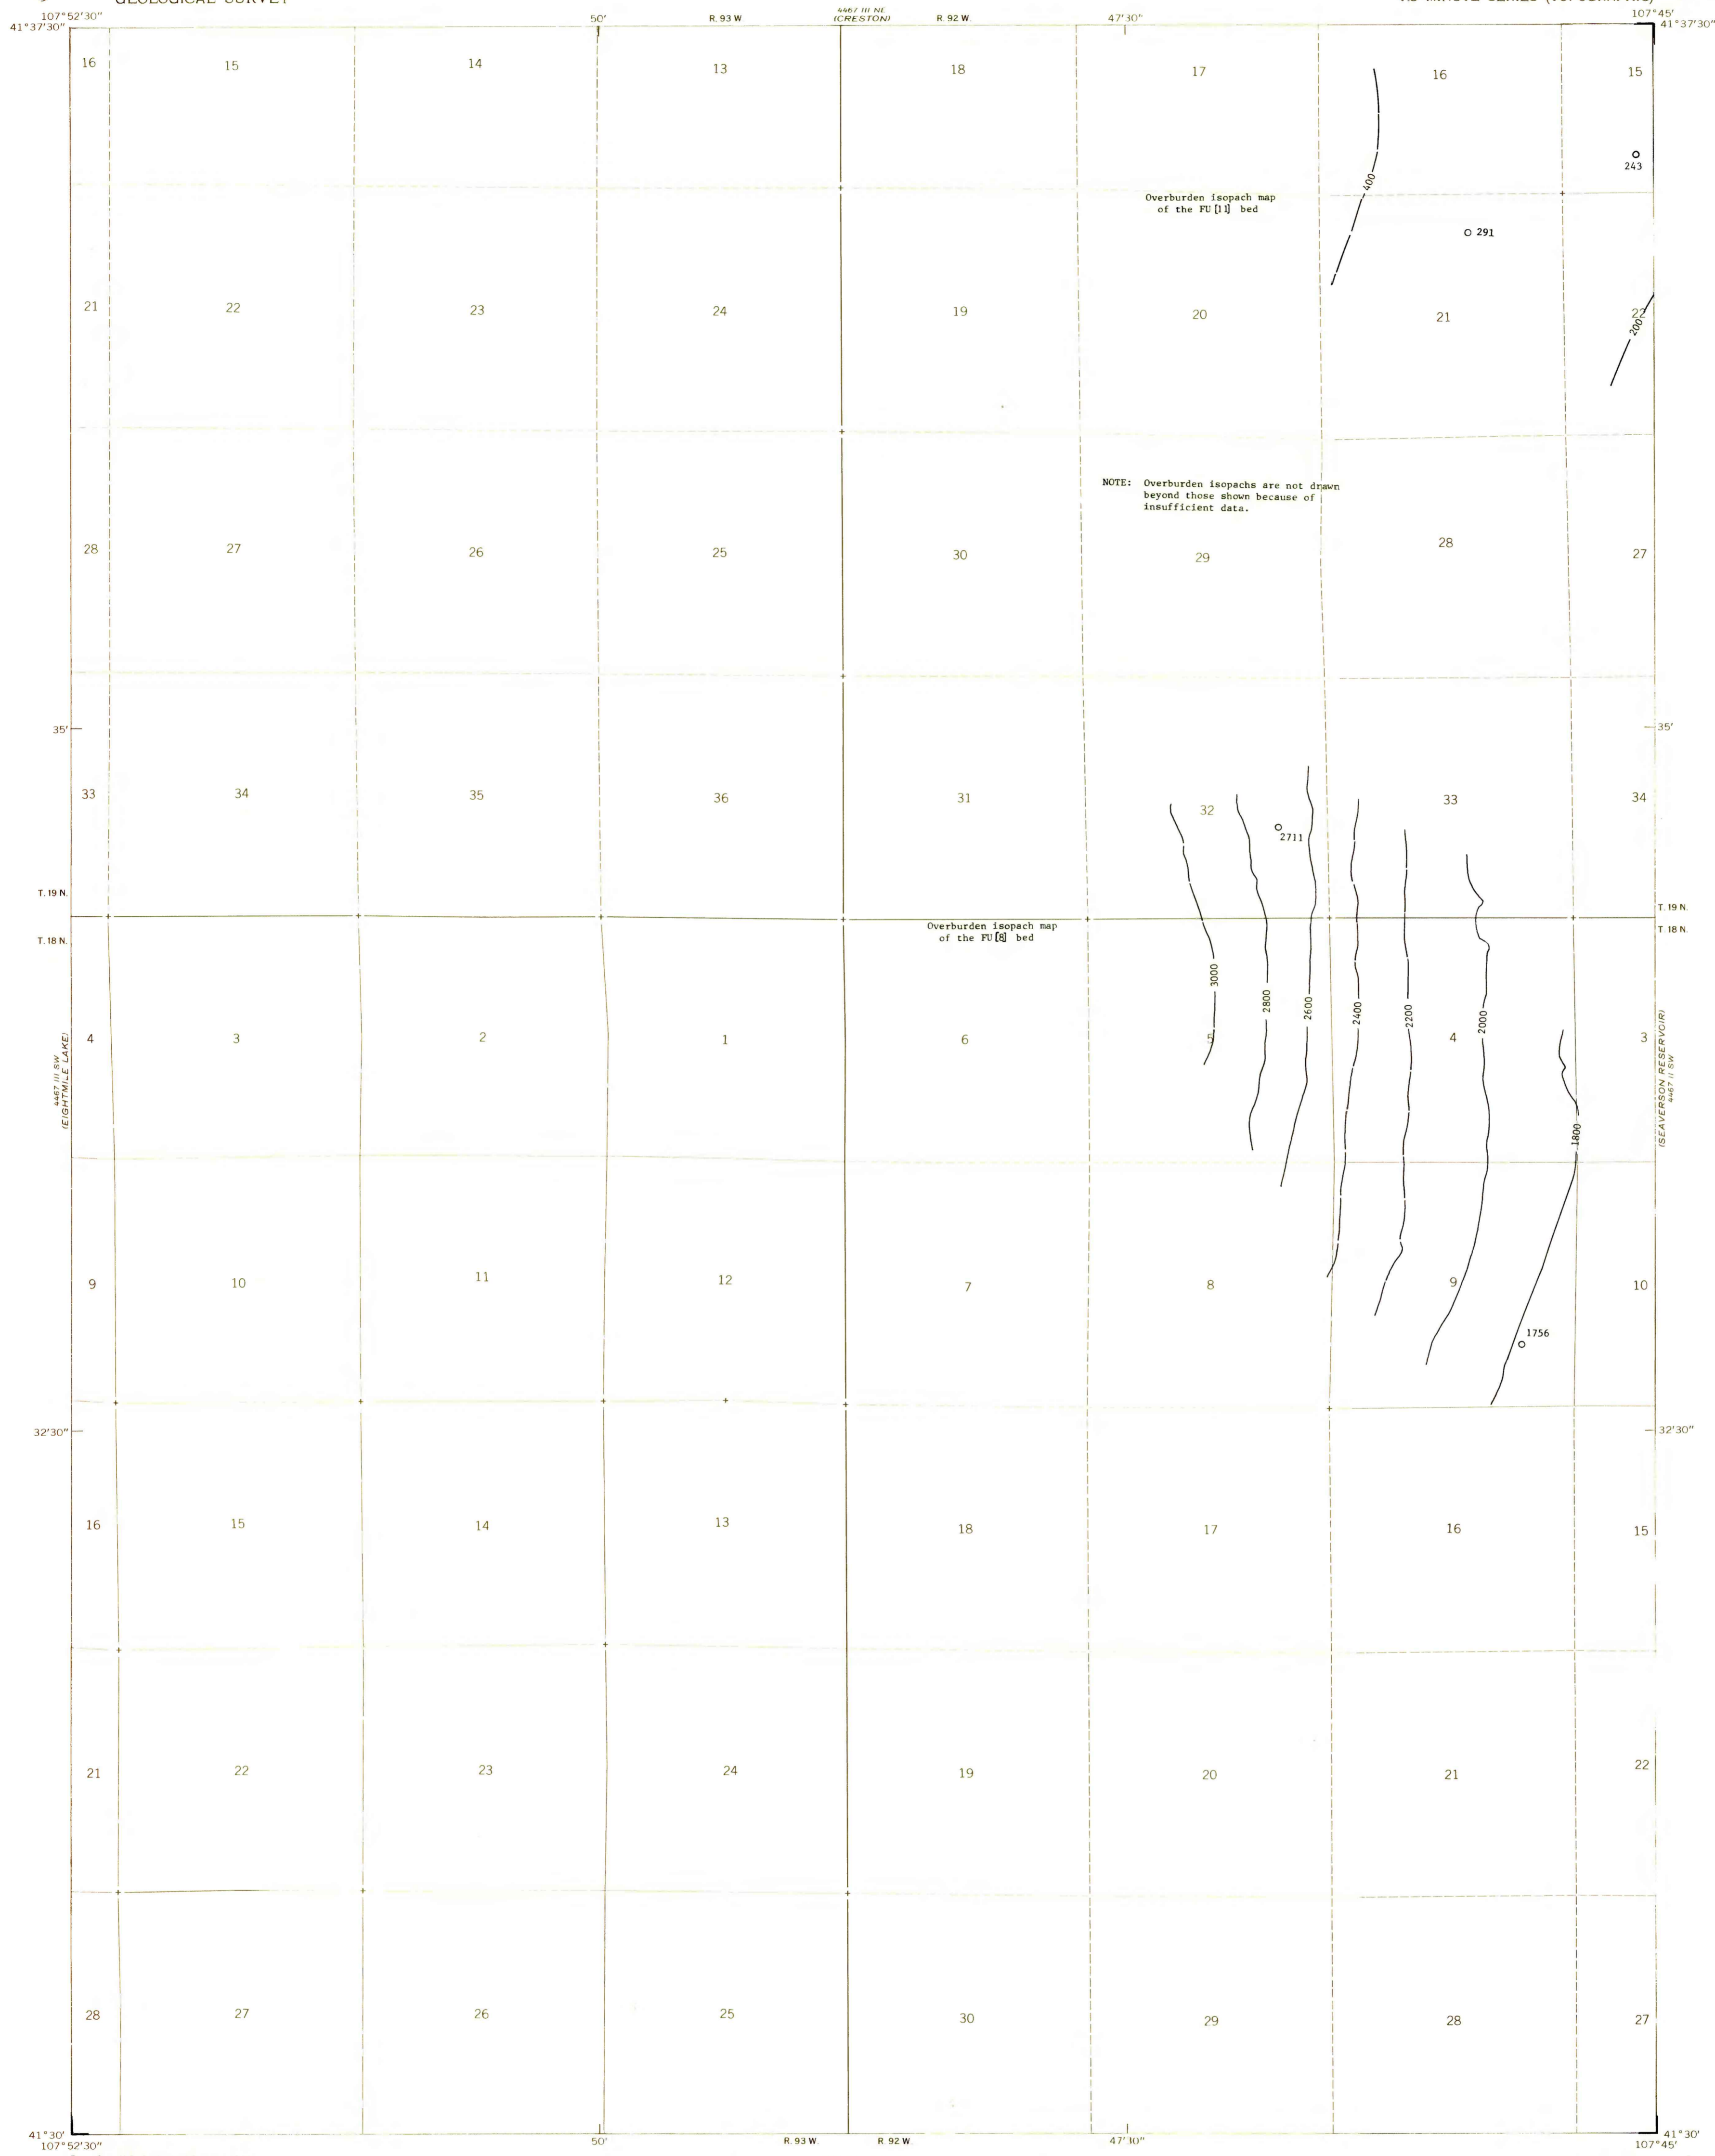 GEOLOGICAL SURVEY
107°52'30" 50' R. 93 W. 4467 III NE R. 92 W. 47'30" 107°45'
(CRESTON)
41°37'30" 41°37'30"
16 15 14 13 18 17 16 15
243
400
Overburden isopach map
of the FU[11] bed
291
21 22 23 24 19 20 21 22
200
NOTE: Overburden isopachs are not drawn
beyond those shown because of
insufficient data.
28 27 26 25 30 29 28 27
35' 35'
33 34 35 36 31 32 33 34
2711
T. 19 N. T. 19 N.
T. 18 N. T. 18 N.
Overburden isopach map
of the FU[8] bed
3000 2800 2600 2400 2200 2000
4 3 2 1 6 5 4 3
4467 III SW
(EIGHTMILE LAKE)
(SEAVERSON RESERVOIR)
4467 II SW
1800
9 10 11 12 7 8 9 10
1756
32'30" 32'30"
16 15 14 13 18 17 16 15
21 22 23 24 19 20 21 22
28 27 26 25 30 29 28 27
41°30' 41°30'
107°52'30" 50' R. 93 W. R. 92 W. 47'30" 107°45'